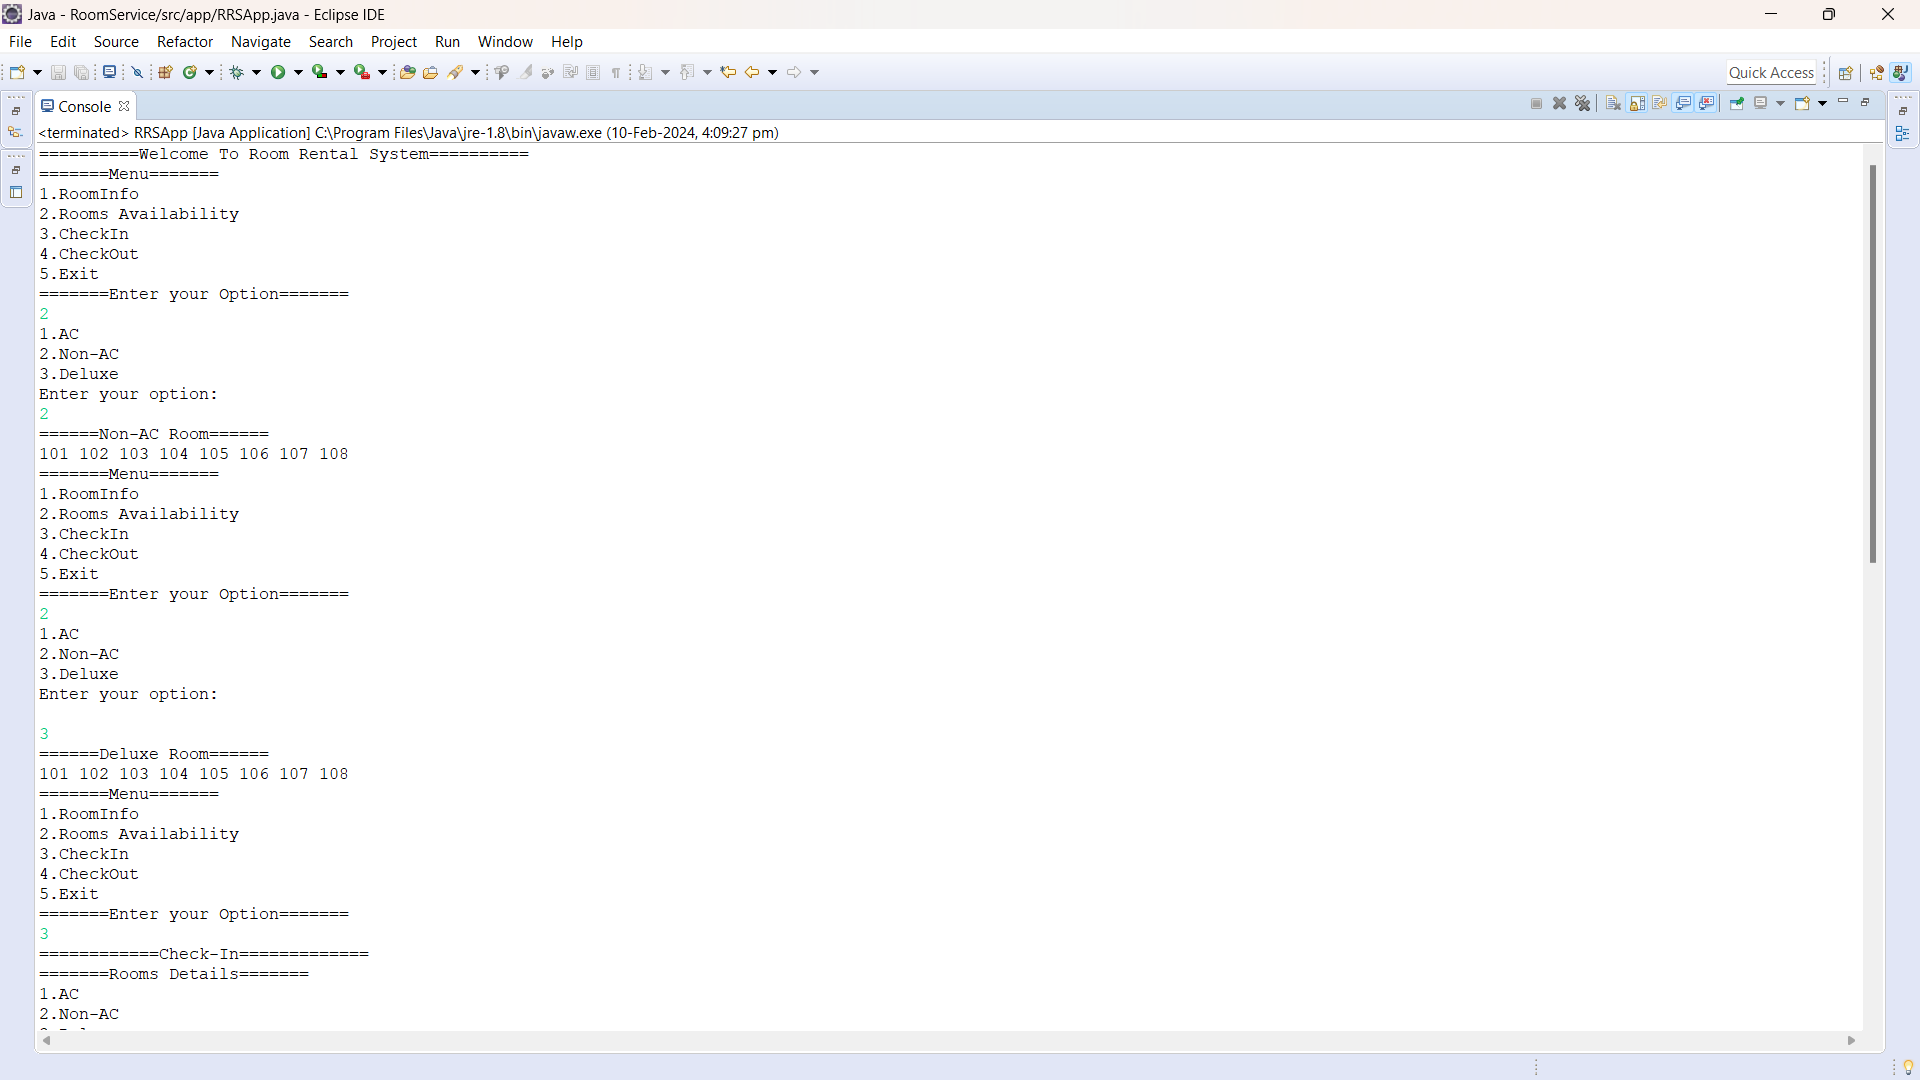 Java - RoomService/src/app/RRSApp.java - Eclipse IDE
File Edit Source Refactor Navigate Search Project Run Window Help
Quick Access
Console
<terminated> RRSApp [Java Application] C:\Program Files\Java\jre-1.8\bin\javaw.exe (10-Feb-2024, 4:09:27 pm)
==========Welcome To Room Rental System==========
=======Menu=======
1.RoomInfo
2.Rooms Availability
3.CheckIn
4.CheckOut
5.Exit
=======Enter your Option=======
2
1.AC
2.Non-AC
3.Deluxe
Enter your option:
2
======Non-AC Room======
101 102 103 104 105 106 107 108
=======Menu=======
1.RoomInfo
2.Rooms Availability
3.CheckIn
4.CheckOut
5.Exit
=======Enter your Option=======
2
1.AC
2.Non-AC
3.Deluxe
Enter your option:
3
======Deluxe Room======
101 102 103 104 105 106 107 108
=======Menu=======
1.RoomInfo
2.Rooms Availability
3.CheckIn
4.CheckOut
5.Exit
=======Enter your Option=======
3
============Check-In=============
=======Rooms Details=======
1.AC
2.Non-AC